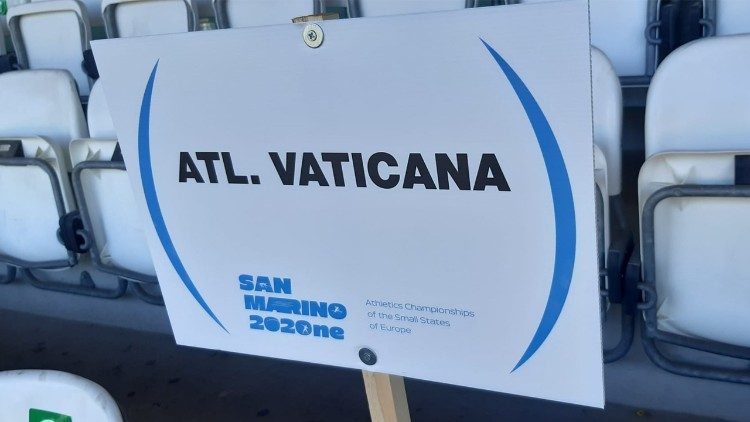 ATL. VATICANA
SAN
MARINO
2020ne
Athletics Championships
of the Small States
of Europe